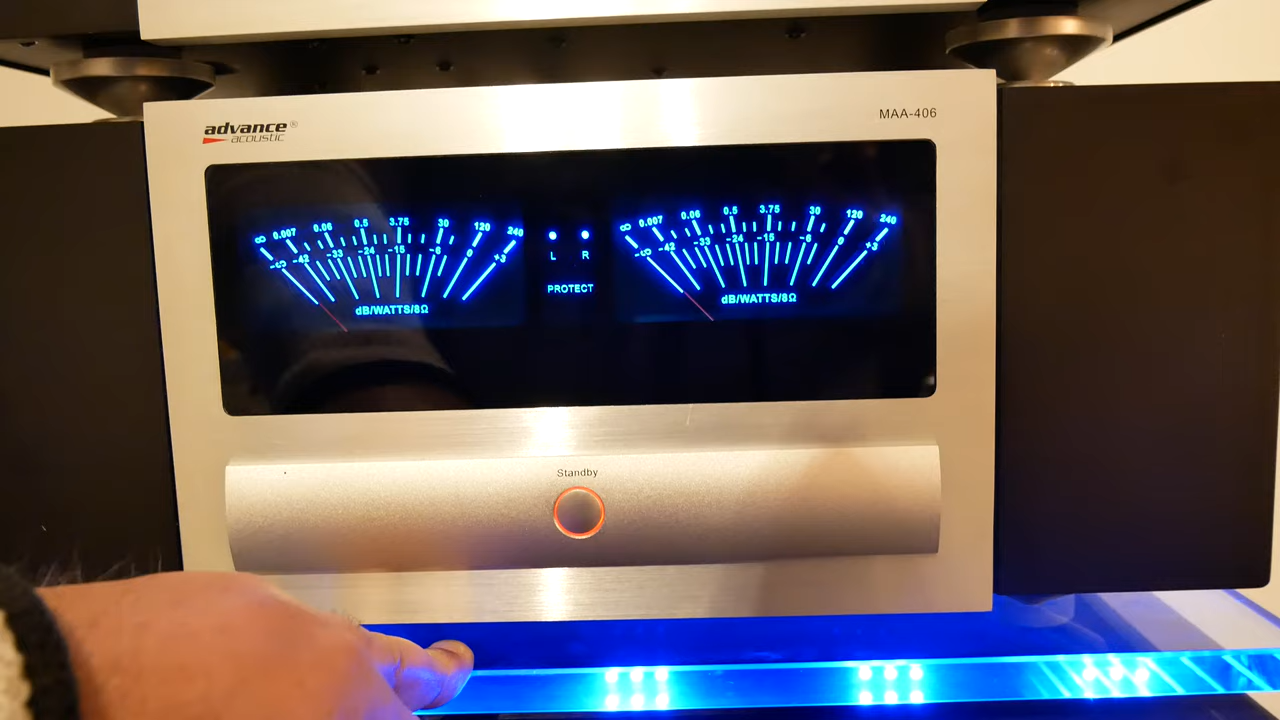 advance®
acoustic
MAA-406
∞ 0.007 0.06 0.5 3.75 30 120 240
-∞ -42 -33 -24 -15 -6 0 +3
dB/WATTS/8Ω
L R
PROTECT
∞ 0.007 0.06 0.5 3.75 30 120 240
-∞ -42 -33 -24 -15 -6 0 +3
dB/WATTS/8Ω
Standby